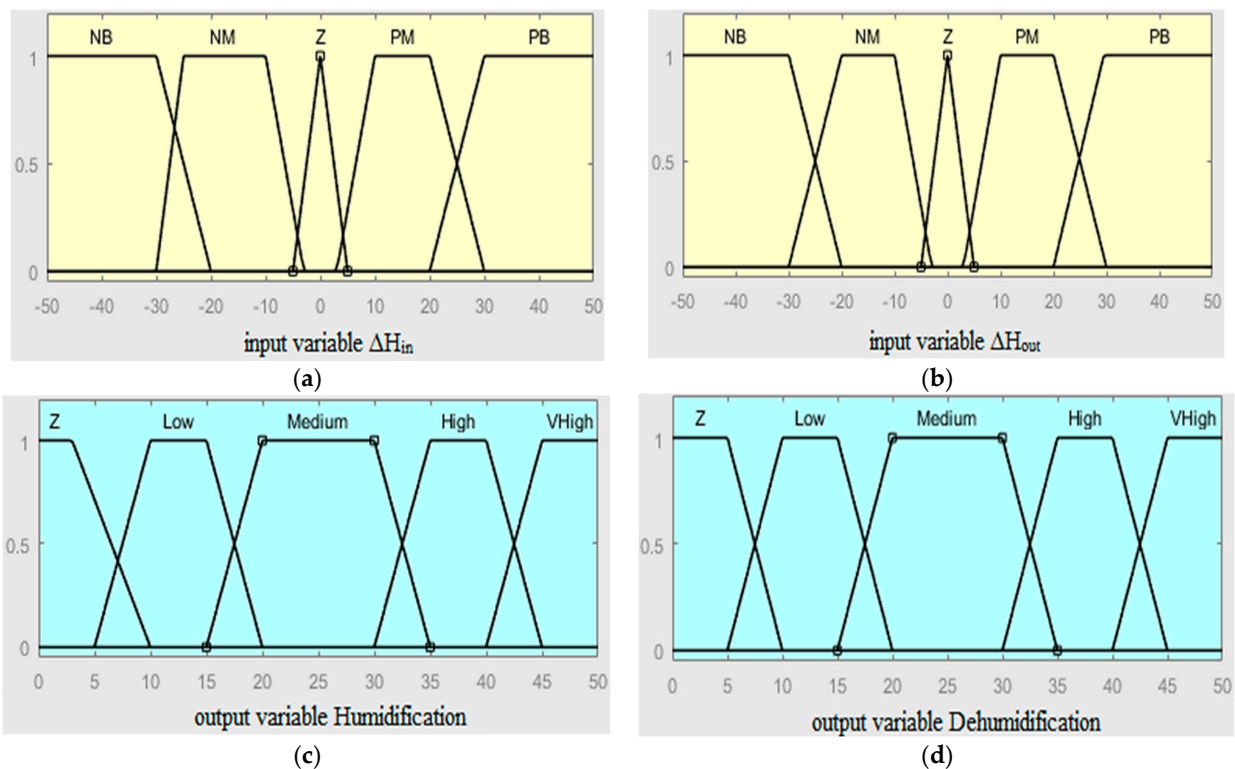 NB NM Z PM PB
1
0.5
0
-50 -40 -30 -20 -10 0 10 20 30 40 50
input variable ΔHin
(a)
NB NM Z PM PB
1
0.5
0
-50 -40 -30 -20 -10 0 10 20 30 40 50
input variable ΔHout
(b)
Z Low Medium High VHigh
1
0.5
0
0 5 10 15 20 25 30 35 40 45 50
output variable Humidification
(c)
Z Low Medium High VHigh
1
0.5
0
0 5 10 15 20 25 30 35 40 45 50
output variable Dehumidification
(d)